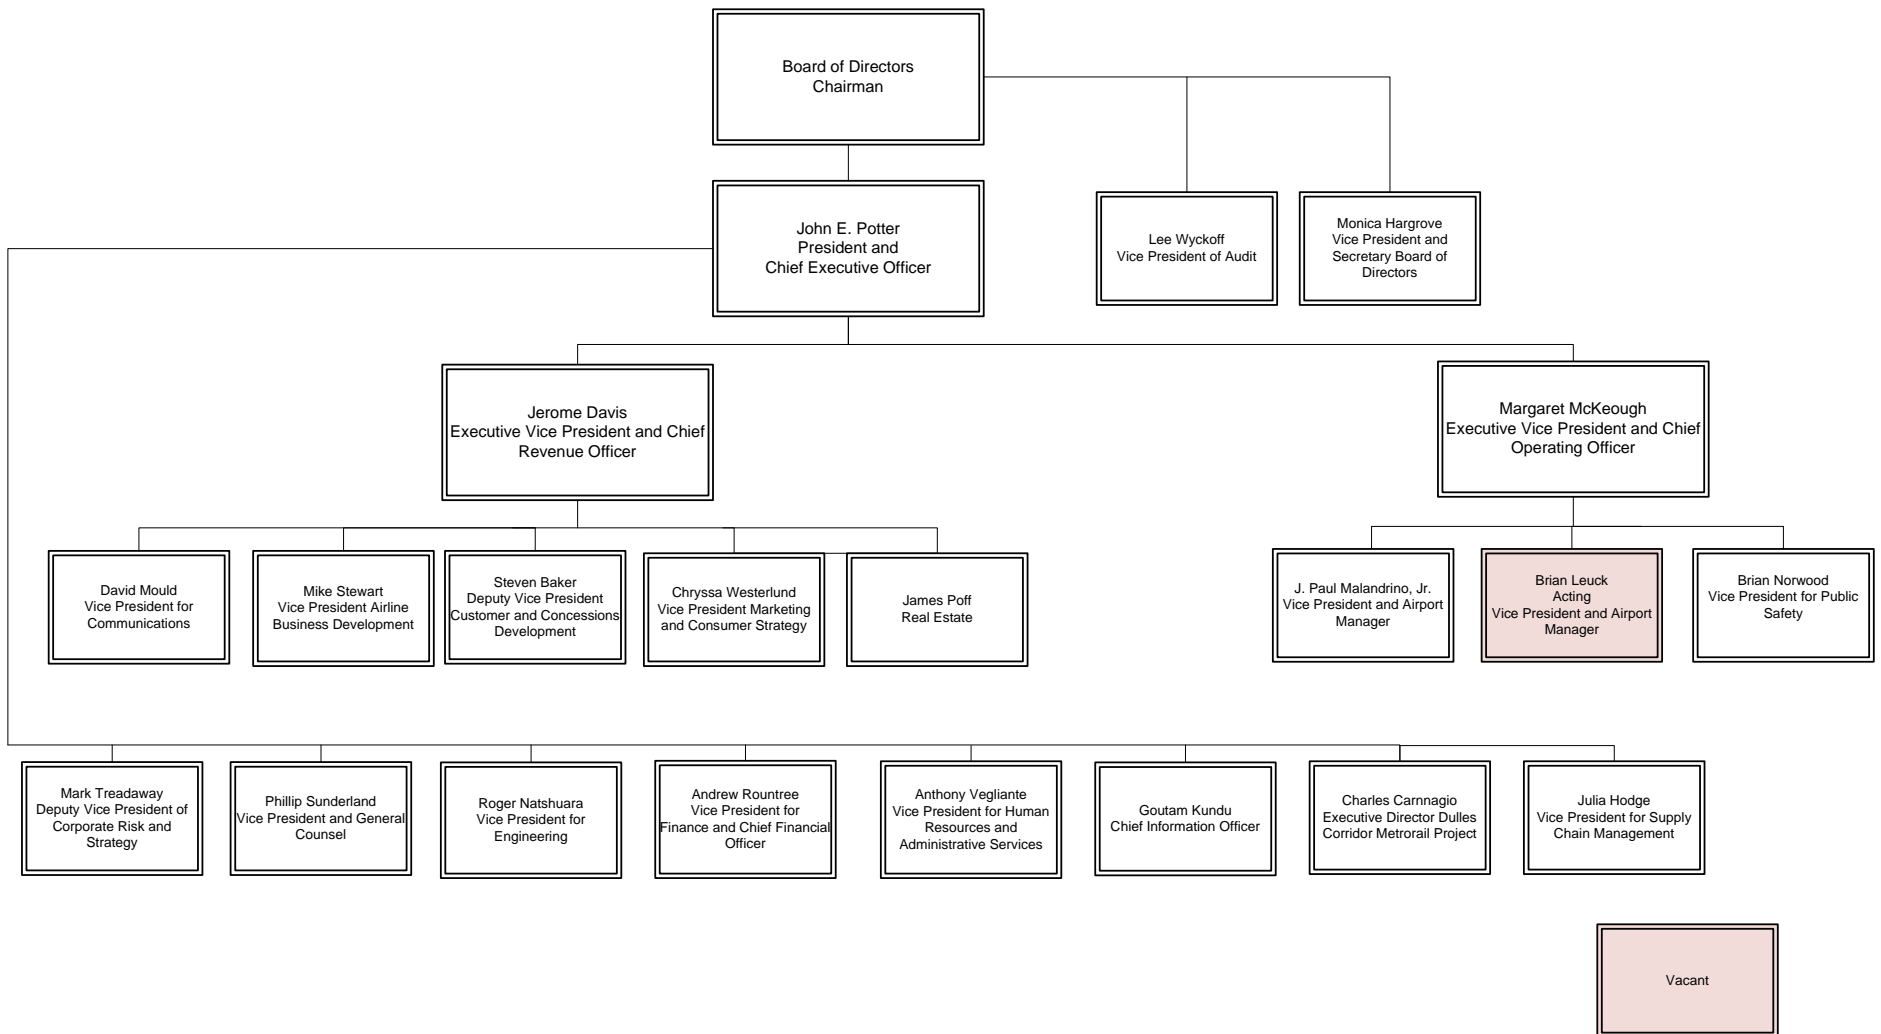 Board of Directors
Chairman
John E. Potter
President and
Chief Executive Officer
Lee Wyckoff
Vice President of Audit
Monica Hargrove
Vice President and
Secretary Board of
Directors
Jerome Davis
Executive Vice President and Chief
Revenue Officer
Margaret McKeough
Executive Vice President and Chief
Operating Officer
David Mould
Vice President for
Communications
Mike Stewart
Vice President Airline
Business Development
Steven Baker
Deputy Vice President
Customer and Concessions
Development
Chryssa Westerlund
Vice President Marketing
and Consumer Strategy
James Poff
Real Estate
J. Paul Malandrino, Jr.
Vice President and Airport
Manager
Brian Leuck
Acting
Vice President and Airport
Manager
Brian Norwood
Vice President for Public
Safety
Mark Treadaway
Deputy Vice President of
Corporate Risk and
Strategy
Phillip Sunderland
Vice President and General
Counsel
Roger Natshuara
Vice President for
Engineering
Andrew Rountree
Vice President for
Finance and Chief Financial
Officer
Anthony Vegliante
Vice President for Human
Resources and
Administrative Services
Goutam Kundu
Chief Information Officer
Charles Carnnagio
Executive Director Dulles
Corridor Metrorail Project
Julia Hodge
Vice President for Supply
Chain Management
Vacant